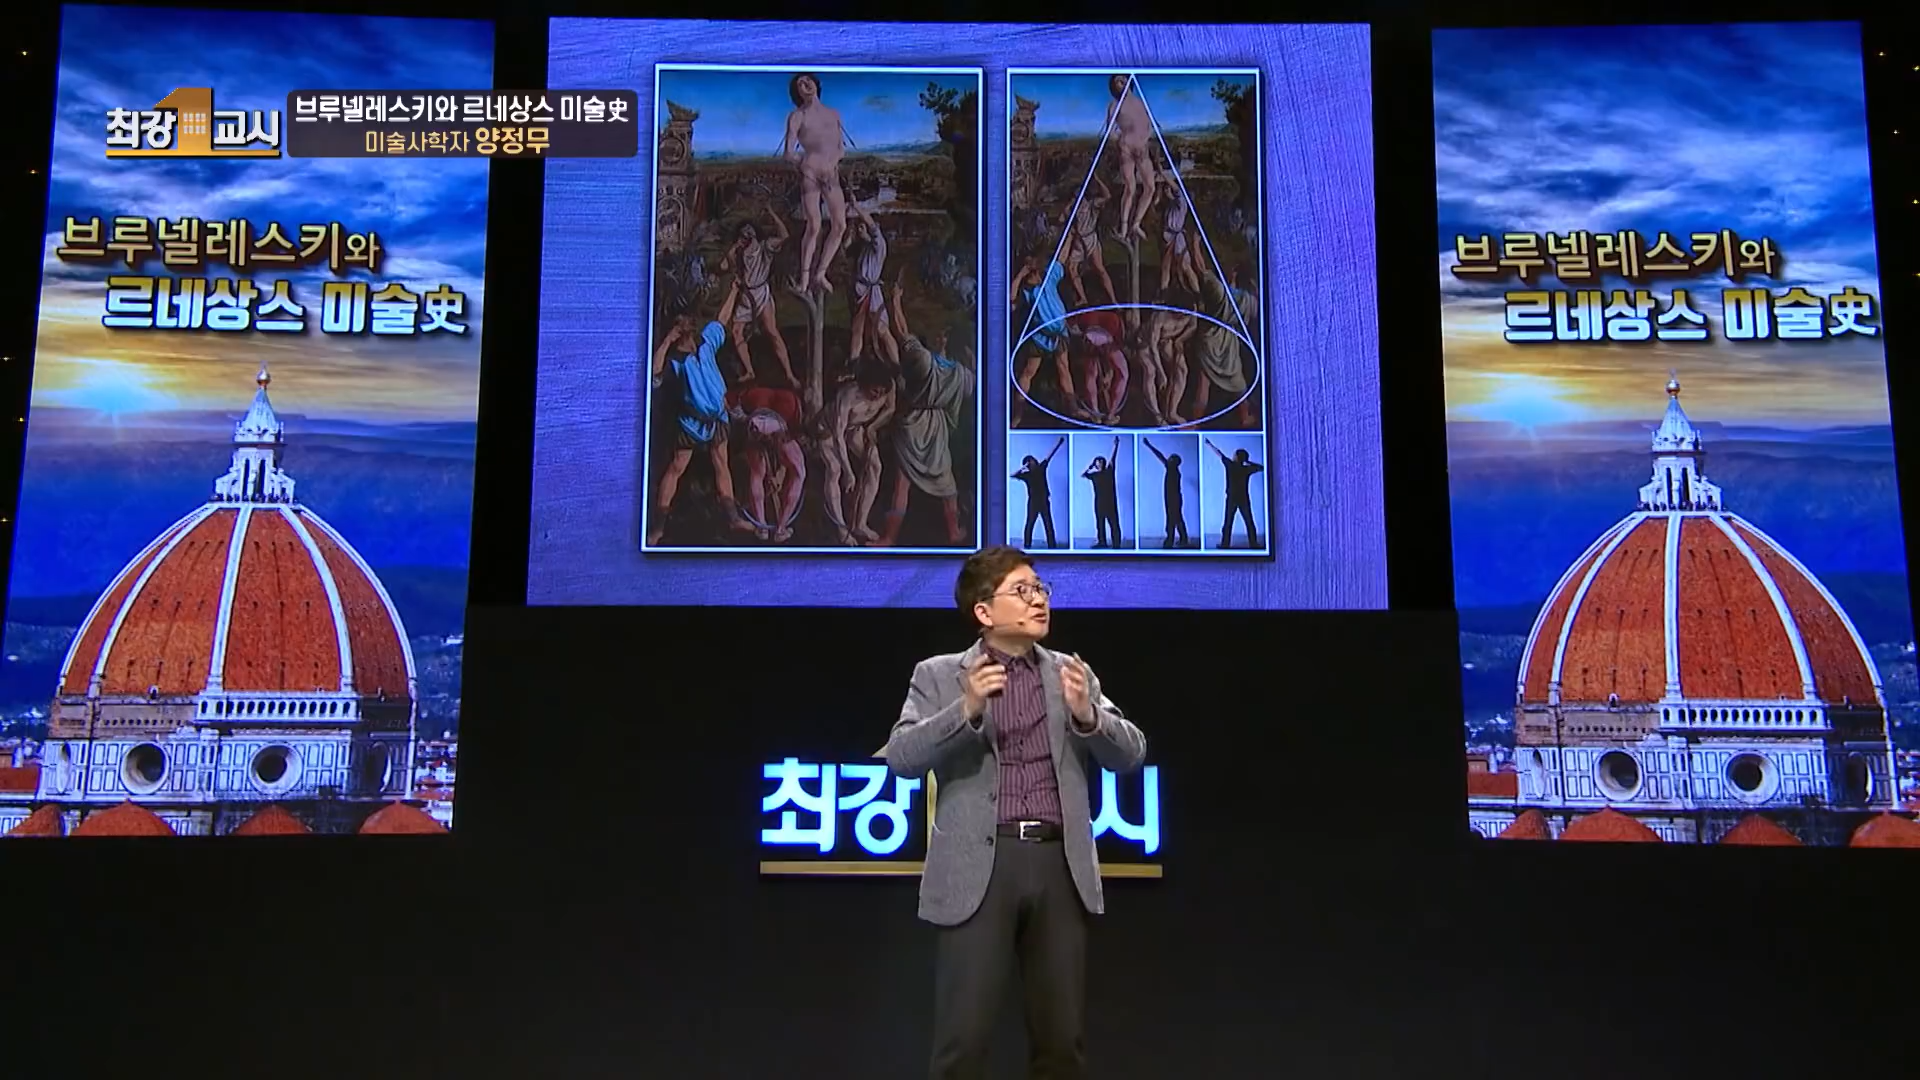 최강1교시
브루넬레스키와 르네상스 미술史
미술사학자 양정무
브루넬레스키와
르네상스 미술史
브루넬레스키와
르네상스 미술史
최강 시